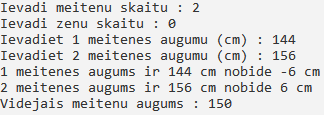 Ievadi meitenu skaitu : 2
Ievadi zenu skaitu : 0
Ievadiet 1 meitenes augumu (cm) : 144
Ievadiet 2 meitenes augumu (cm) : 156
1 meitenes augums ir 144 cm nobide -6 cm
2 meitenes augums ir 156 cm nobide 6 cm
Videjais meitenu augums : 150